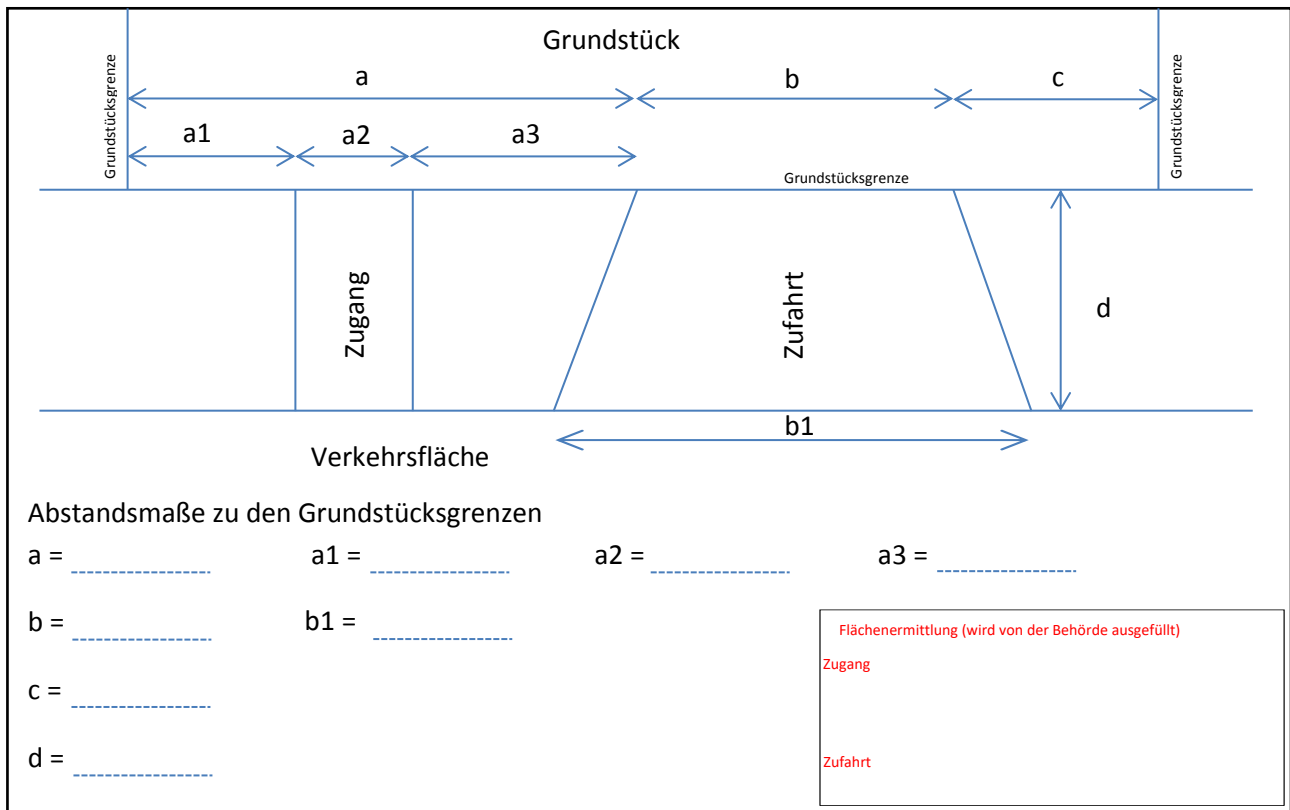 Grundstück
Grundstücksgrenze
a
b
c
Grundstücksgrenze
a1
a2
a3
Grundstücksgrenze
Zugang
Zufahrt
d
b1
Verkehrsfläche
Abstandsmaße zu den Grundstücksgrenzen
a = a1 = a2 = a3 =
b = b1 =
c =
d =
Flächenermittlung (wird von der Behörde ausgefüllt)
Zugang
Zufahrt